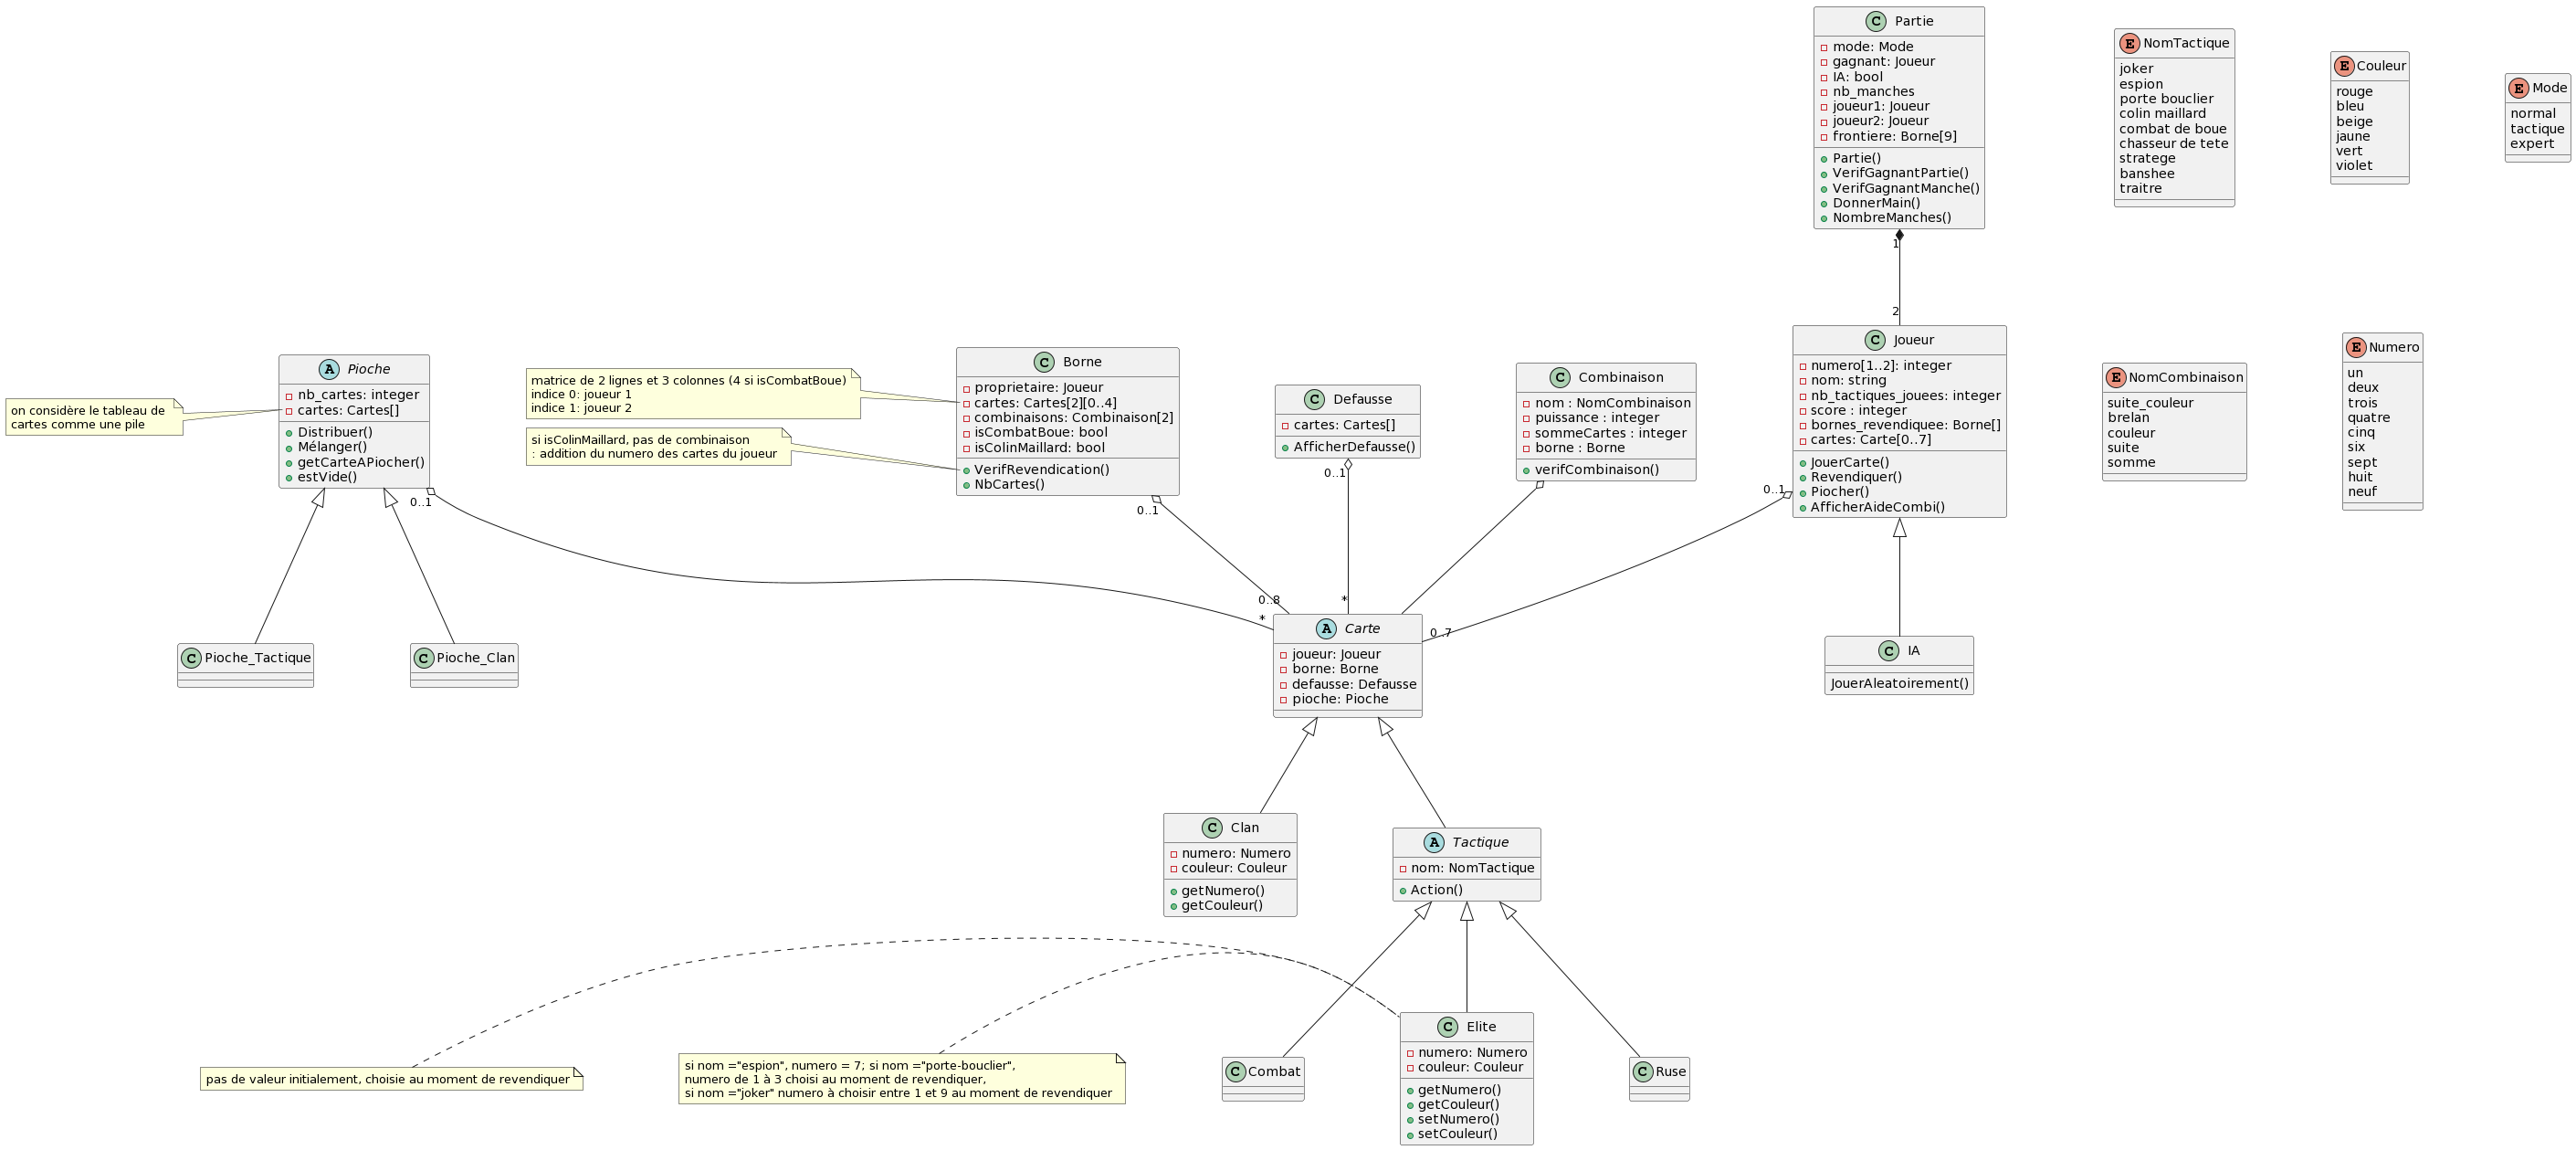 C Partie
mode: Mode
gagnant: Joueur
IA: bool
nb_manches
joueur1: Joueur
joueur2: Joueur
frontiere: Borne[9]
Partie()
VerifGagnantPartie()
VerifGagnantManche()
DonnerMain()
NombreManches()
E NomTactique
joker
espion
porte bouclier
colin maillard
combat de boue
chasseur de tete
stratege
banshee
traitre
E Couleur
rouge
bleu
beige
jaune
vert
violet
E Mode
normal
tactique
expert
1
2
on considère le tableau de
cartes comme une pile
A Pioche
nb_cartes: integer
cartes: Cartes[]
Distribuer()
Mélanger()
getCarteAPiocher()
estVide()
0..1
matrice de 2 lignes et 3 colonnes (4 si isCombatBoue)
indice 0: joueur 1
indice 1: joueur 2
si isColinMaillard, pas de combinaison
: addition du numero des cartes du joueur
C Borne
proprietaire: Joueur
cartes: Cartes[2][0..4]
combinaisons: Combinaison[2]
isCombatBoue: bool
isColinMaillard: bool
VerifRevendication()
NbCartes()
0..1
C Defausse
cartes: Cartes[]
AfficherDefausse()
0..1
C Combinaison
nom : NomCombinaison
puissance : integer
sommeCartes : integer
borne : Borne
verifCombinaison()
C Joueur
numero[1..2]: integer
nom: string
nb_tactiques_jouees: integer
score : integer
bornes_revendiquee: Borne[]
cartes: Carte[0..7]
JouerCarte()
Revendiquer()
Piocher()
AfficherAideCombi()
0..1
E NomCombinaison
suite_couleur
brelan
couleur
suite
somme
E Numero
un
deux
trois
quatre
cinq
six
sept
huit
neuf
C Pioche_Tactique
C Pioche_Clan
0..8
*
*
0..7
A Carte
joueur: Joueur
borne: Borne
defausse: Defausse
pioche: Pioche
C IA
JouerAleatoirement()
C Clan
numero: Numero
couleur: Couleur
getNumero()
getCouleur()
A Tactique
nom: NomTactique
Action()
pas de valeur initialement, choisie au moment de revendiquer
si nom ="espion", numero = 7; si nom ="porte-bouclier",
numero de 1 à 3 choisi au moment de revendiquer,
si nom ="joker" numero à choisir entre 1 et 9 au moment de revendiquer
C Combat
C Elite
numero: Numero
couleur: Couleur
getNumero()
getCouleur()
setNumero()
setCouleur()
C Ruse